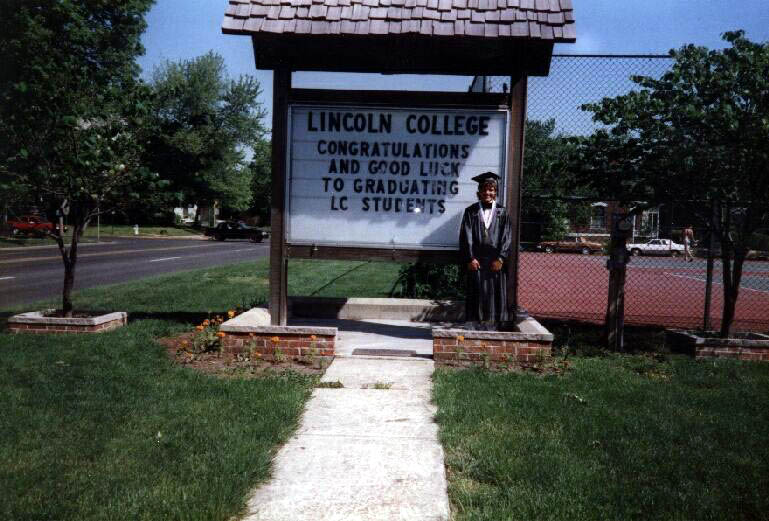 LINCOLN COLLEGE
CONGRATULATIONS
AND GOOD LUCK
TO GRADUATING
LC STUDENTS